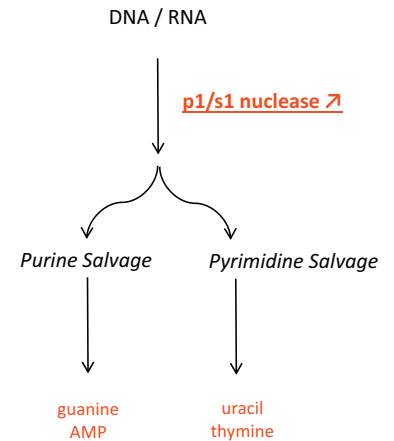 DNA / RNA
p1/s1 nuclease ↗
Purine Salvage
Pyrimidine Salvage
guanine
AMP
uracil
thymine